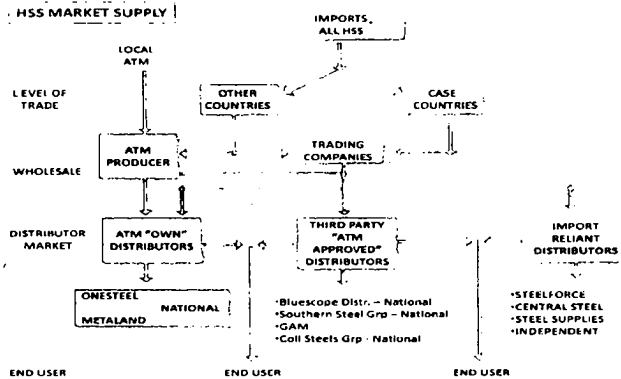 HSS MARKET SUPPLY
IMPORTS
ALL HSS
LOCAL
ATM
LEVEL OF
TRADE
OTHER
COUNTRIES
CASE
COUNTRIES
ATM
PRODUCER
TRADING
COMPANIES
WHOLESALE
DISTRIBUTOR
MARKET
ATM "OWN"
DISTRIBUTORS
THIRD PARTY
"ATM
APPROVED"
DISTRIBUTORS
IMPORT
RELIANT
DISTRIBUTORS
ONESTEEL
NATIONAL
METALAND
•Bluescope Distr. – National
•Southern Steel Grp – National
•GAM
•Coil Steels Grp - National
•STEELFORCE
•CENTRAL STEEL
•STEEL SUPPLIES
•INDEPENDENT
END USER
END USER
END USER